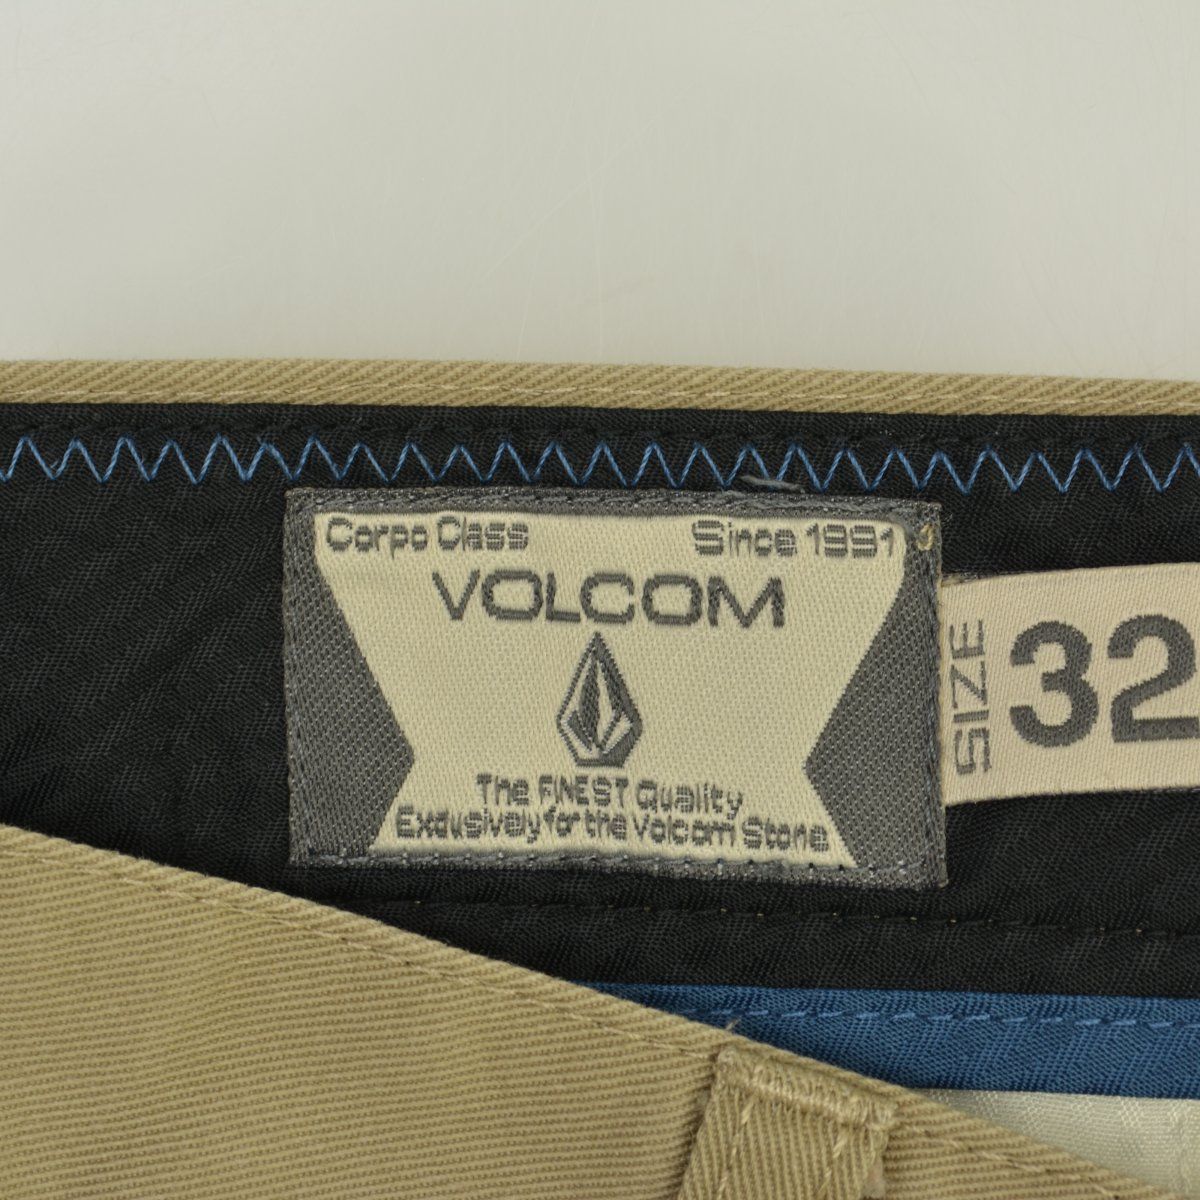 Corpo Class Since 1991
VOLCOM
The FINEST Quality
Exclusively for the Volcom Stone
SIZE 32